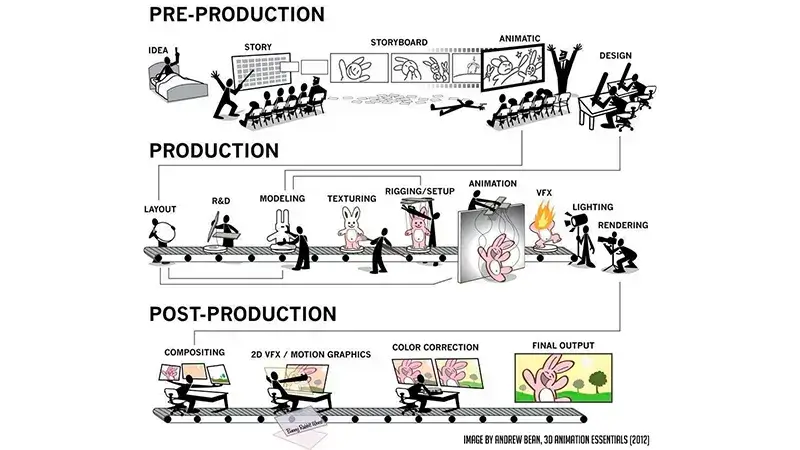 PRE-PRODUCTION
IDEA
STORY
STORYBOARD
ANIMATIC
DESIGN
PRODUCTION
LAYOUT
R&D
MODELING
TEXTURING
RIGGING/SETUP
ANIMATION
VFX
LIGHTING
RENDERING
POST-PRODUCTION
COMPOSITING
2D VFX / MOTION GRAPHICS
COLOR CORRECTION
FINAL OUTPUT
IMAGE BY ANDREW BEAN, 3D ANIMATION ESSENTIALS (2012)